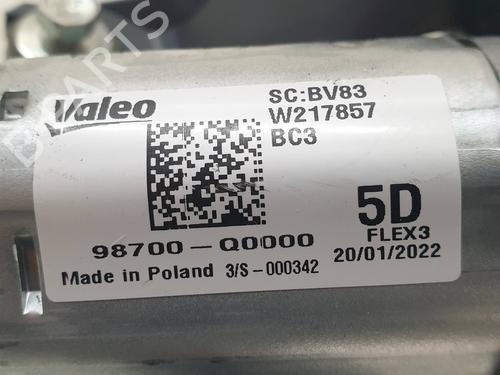 Valeo
SC:BV83
W217857
BC3
5D
FLEX3
98700-Q0000
20/01/2022
Made in Poland 3/S-000342